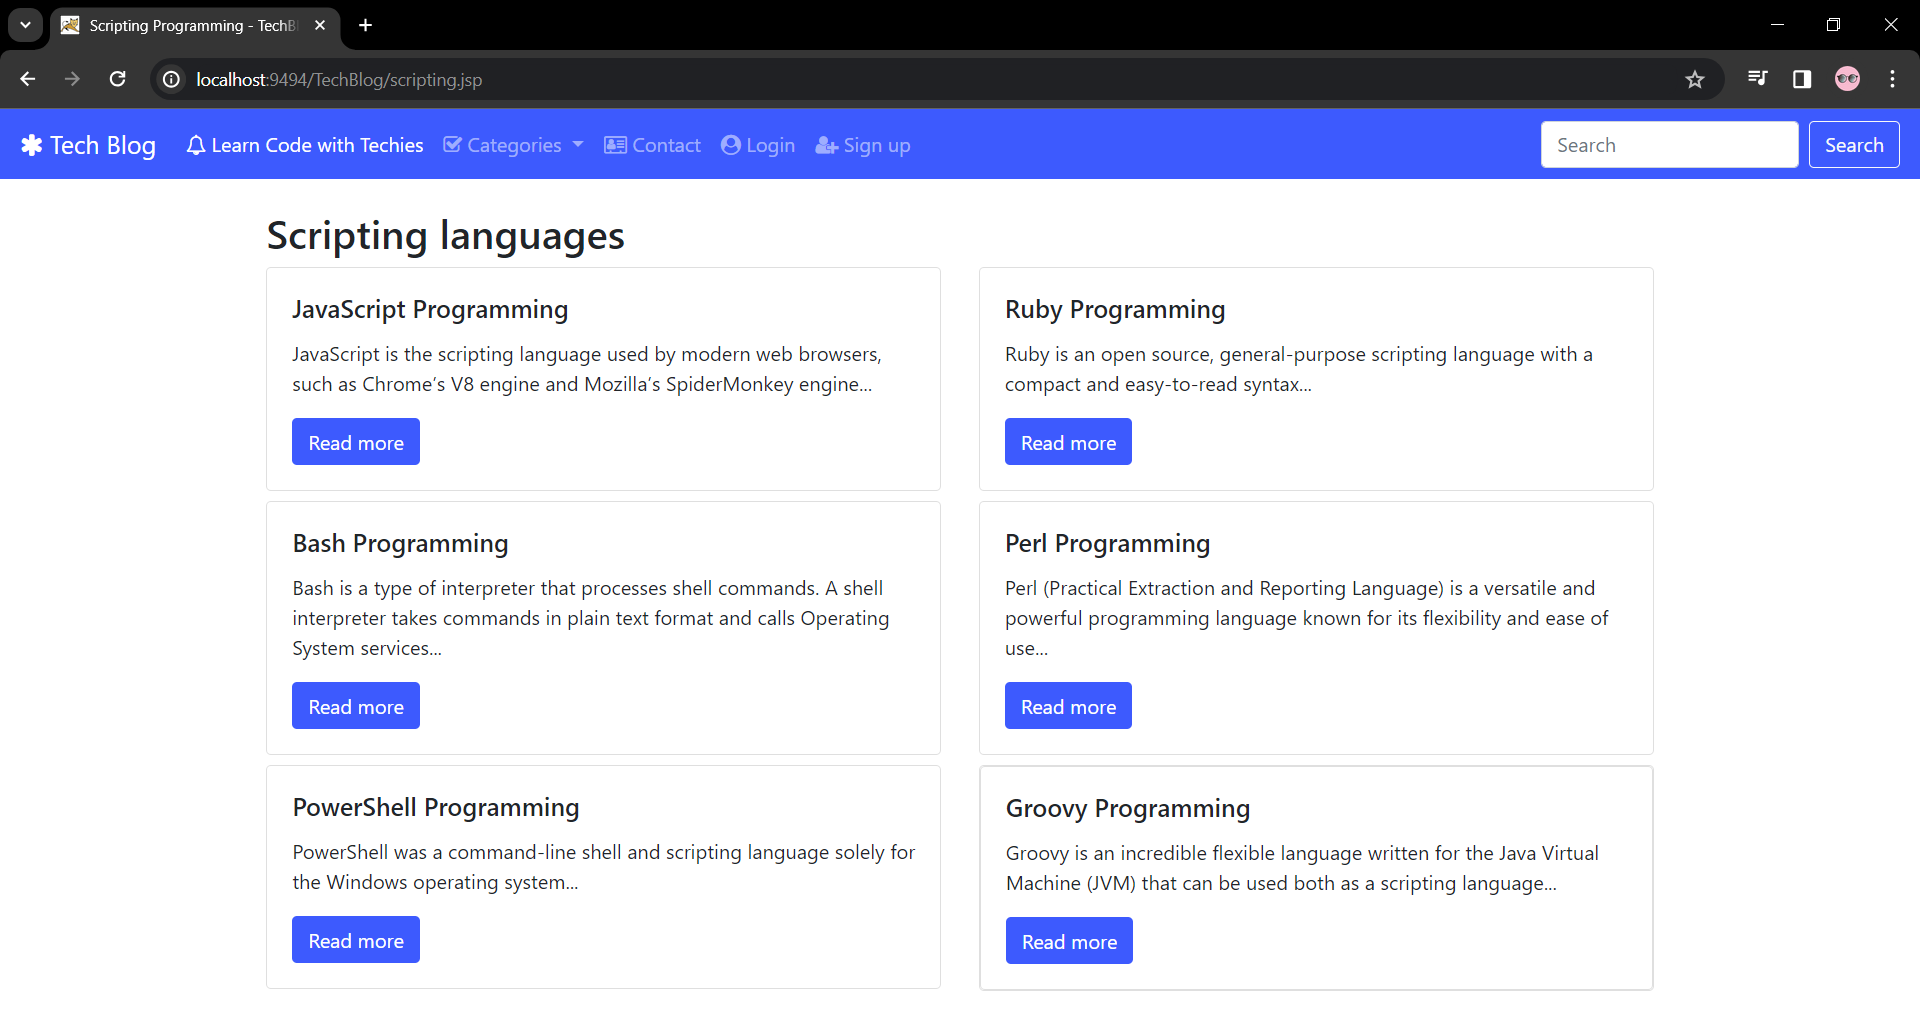 Scripting Programming - TechBl
localhost:9494/TechBlog/scripting.jsp
Tech Blog
Learn Code with Techies
Categories
Contact
Login
Sign up
Search
Search
Scripting languages
JavaScript Programming
JavaScript is the scripting language used by modern web browsers,
such as Chrome’s V8 engine and Mozilla’s SpiderMonkey engine...
Read more
Ruby Programming
Ruby is an open source, general-purpose scripting language with a
compact and easy-to-read syntax...
Read more
Bash Programming
Bash is a type of interpreter that processes shell commands. A shell
interpreter takes commands in plain text format and calls Operating
System services...
Read more
Perl Programming
Perl (Practical Extraction and Reporting Language) is a versatile and
powerful programming language known for its flexibility and ease of
use...
Read more
PowerShell Programming
PowerShell was a command-line shell and scripting language solely for
the Windows operating system...
Read more
Groovy Programming
Groovy is an incredible flexible language written for the Java Virtual
Machine (JVM) that can be used both as a scripting language...
Read more